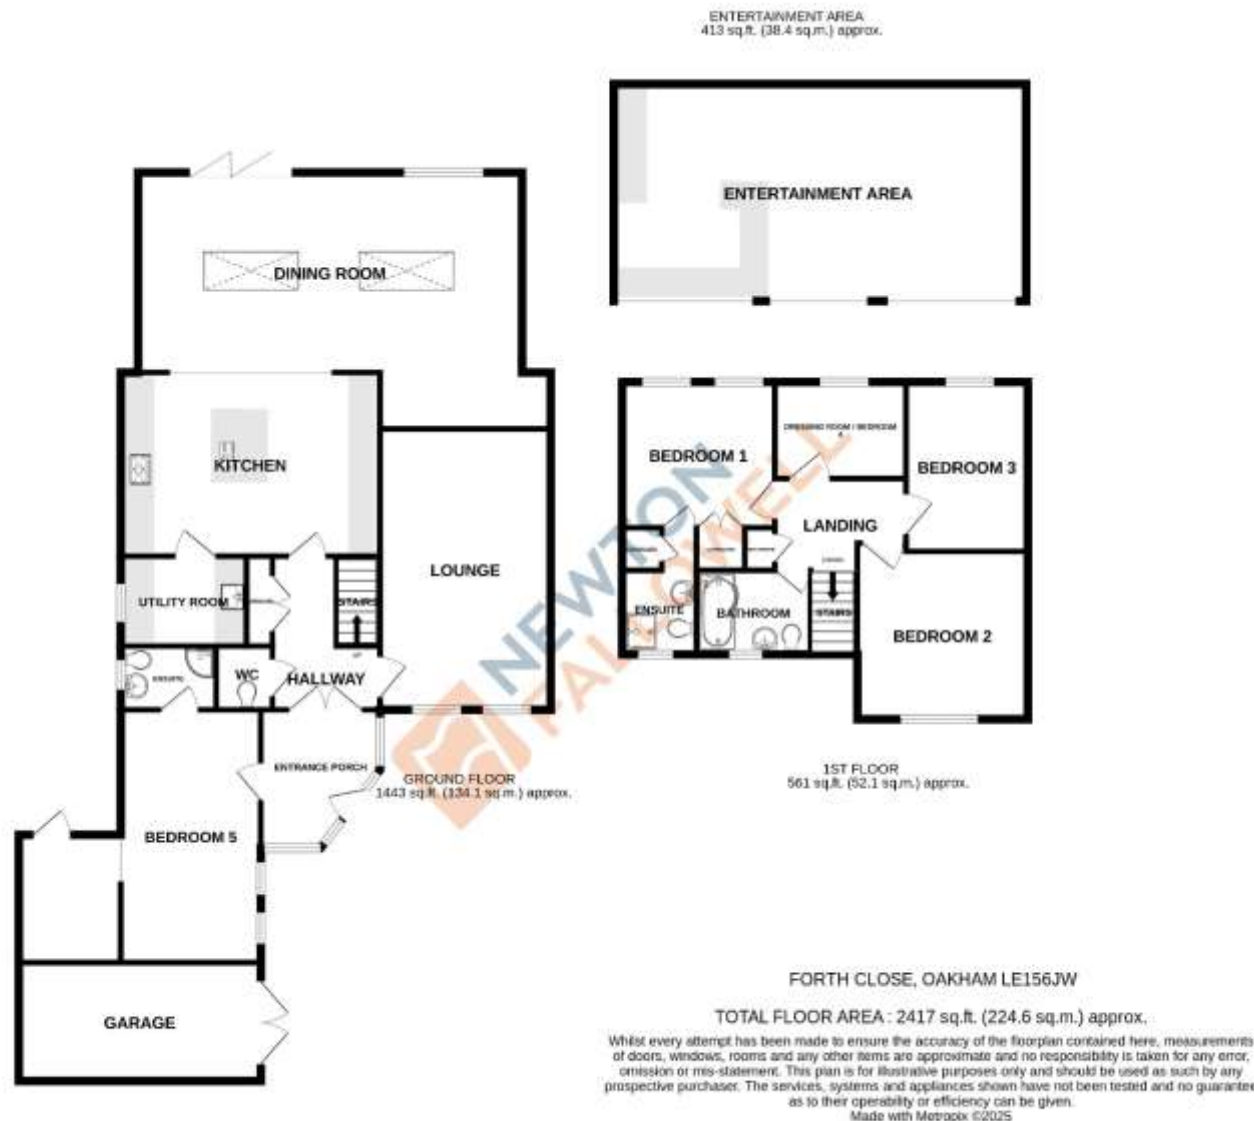 ENTERTAINMENT AREA
413 sq.ft. (38.4 sq.m.) approx.
ENTERTAINMENT AREA
DINING ROOM
KITCHEN
LOUNGE
UTILITY ROOM
STAIRS
ENSUITE
WC
HALLWAY
UP
ENTRANCE PORCH
BEDROOM 5
GARAGE
GROUND FLOOR
1443 sq.ft. (134.1 sq.m.) approx.
BEDROOM 1
DRESSING ROOM / BEDROOM
4
BEDROOM 3
LANDING
ENSUITE
BATHROOM
STAIRS
BEDROOM 2
1ST FLOOR
561 sq.ft. (52.1 sq.m.) approx.
NEWTON
FALLOWELL
FORTH CLOSE, OAKHAM LE156JW
TOTAL FLOOR AREA : 2417 sq.ft. (224.6 sq.m.) approx.
Whilst every attempt has been made to ensure the accuracy of the floorplan contained here, measurements
of doors, windows, rooms and any other items are approximate and no responsibility is taken for any error,
omission or mis-statement. This plan is for illustrative purposes only and should be used as such by any
prospective purchaser. The services, systems and appliances shown have not been tested and no guarantee
as to their operability or efficiency can be given.
Made with Metropix ©2025